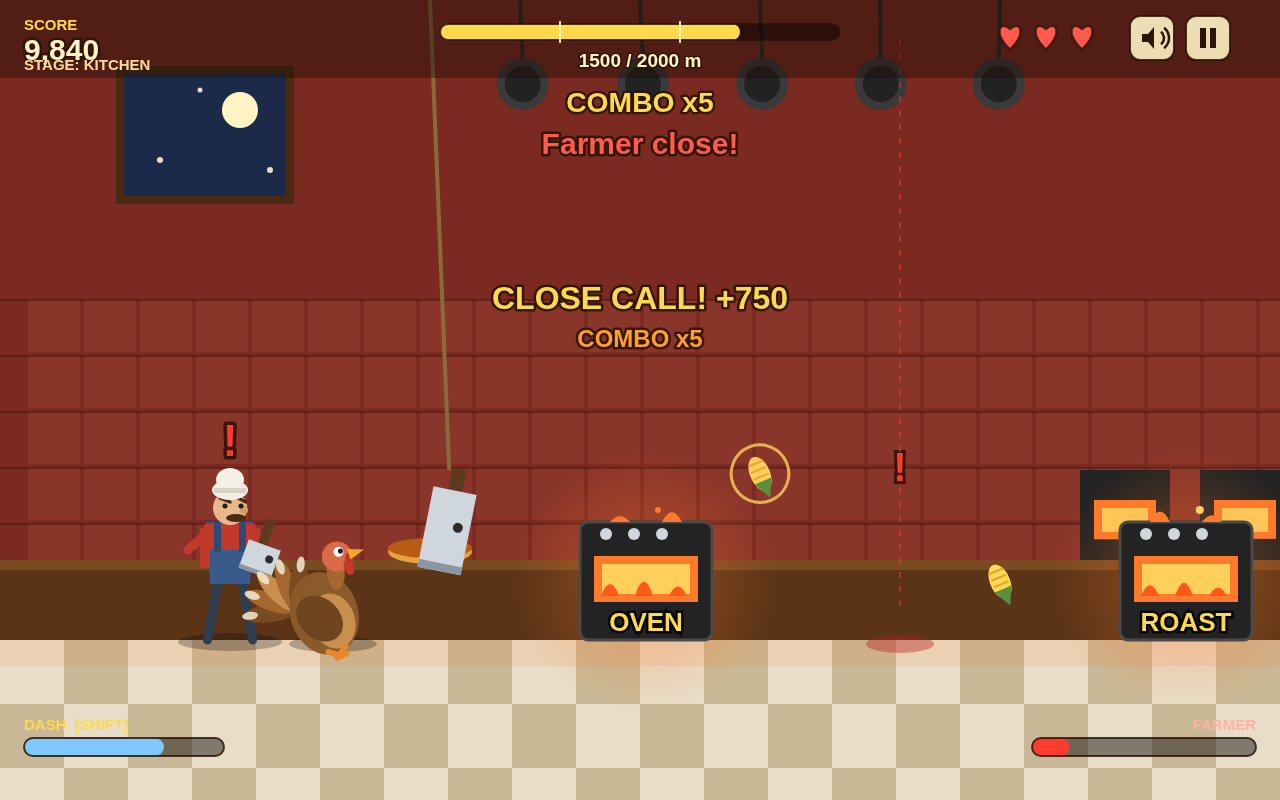 SCORE
9,840
STAGE: KITCHEN
1500 / 2000 m
COMBO x5
Farmer close!
CLOSE CALL! +750
COMBO x5
!
!
OVEN
ROAST
DASH [SHIFT]
FARMER